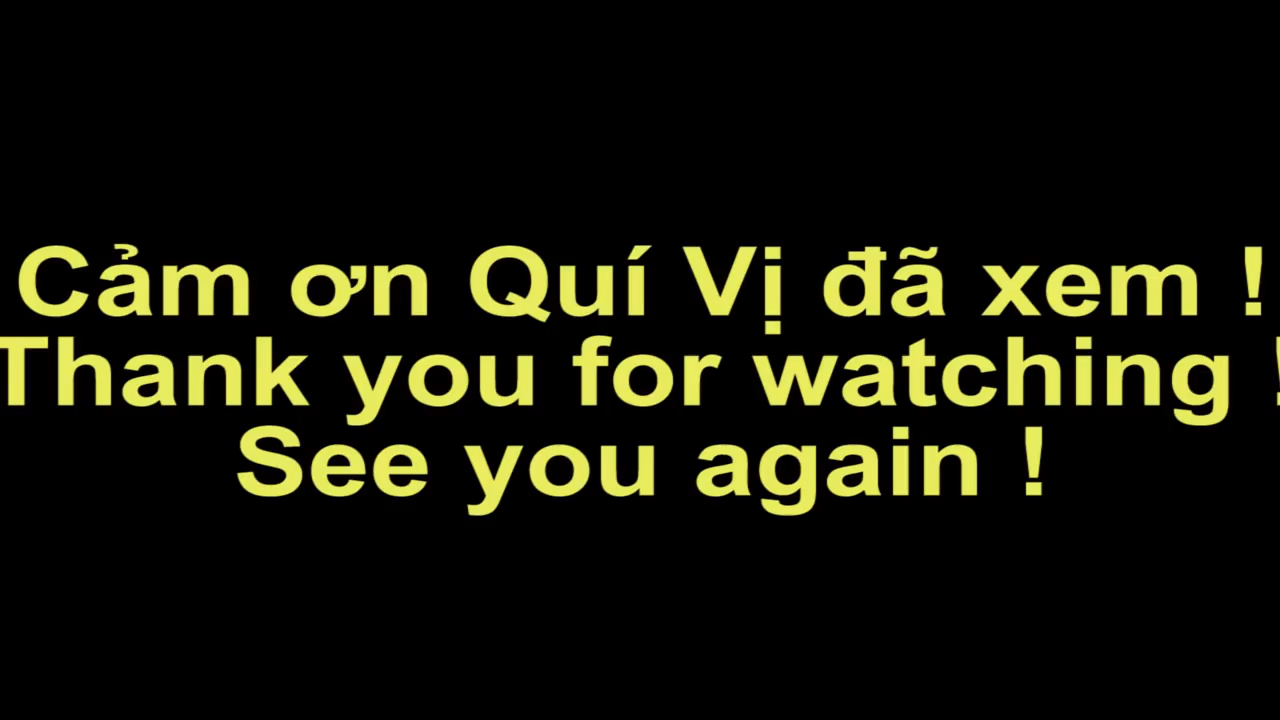 Cảm ơn Quí Vị đã xem !
Thank you for watching !
See you again !